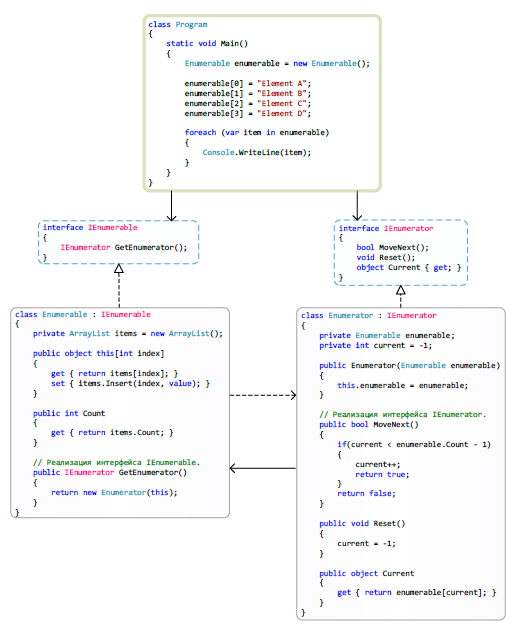 class Program
{
static void Main()
{
Enumerable enumerable = new Enumerable();
enumerable[0] = "Element A";
enumerable[1] = "Element B";
enumerable[2] = "Element C";
enumerable[3] = "Element D";
foreach (var item in enumerable)
{
Console.WriteLine(item);
}
}
}
interface IEnumerable
{
IEnumerator GetEnumerator();
}
interface IEnumerator
{
bool MoveNext();
void Reset();
object Current { get; }
}
class Enumerable : IEnumerable
{
private ArrayList items = new ArrayList();
public object this[int index]
{
get { return items[index]; }
set { items.Insert(index, value); }
}
public int Count
{
get { return items.Count; }
}
// Реализация интерфейса IEnumerable.
public IEnumerator GetEnumerator()
{
return new Enumerator(this);
}
}
class Enumerator : IEnumerator
{
private Enumerable enumerable;
private int current = -1;
public Enumerator(Enumerable enumerable)
{
this.enumerable = enumerable;
}
// Реализация интерфейса IEnumerator.
public bool MoveNext()
{
if(current < enumerable.Count - 1)
{
current++;
return true;
}
return false;
}
public void Reset()
{
current = -1;
}
public object Current
{
get { return enumerable[current]; }
}
}